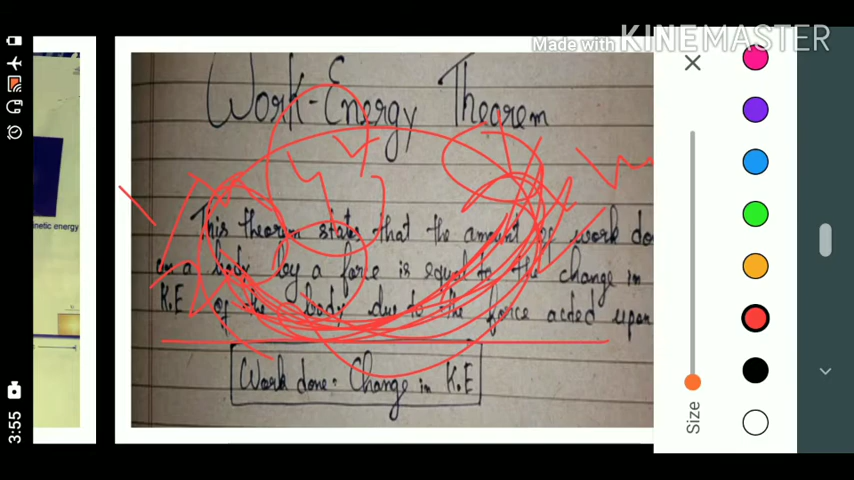 Made with KINEMASTER
Work-Energy Theorem
netic energy
This theorem states that the amount of work do
on a body by a force is equal to the change in
K.E of the body due to the force acted upon
Work done = Change in K.E
Size
3:55